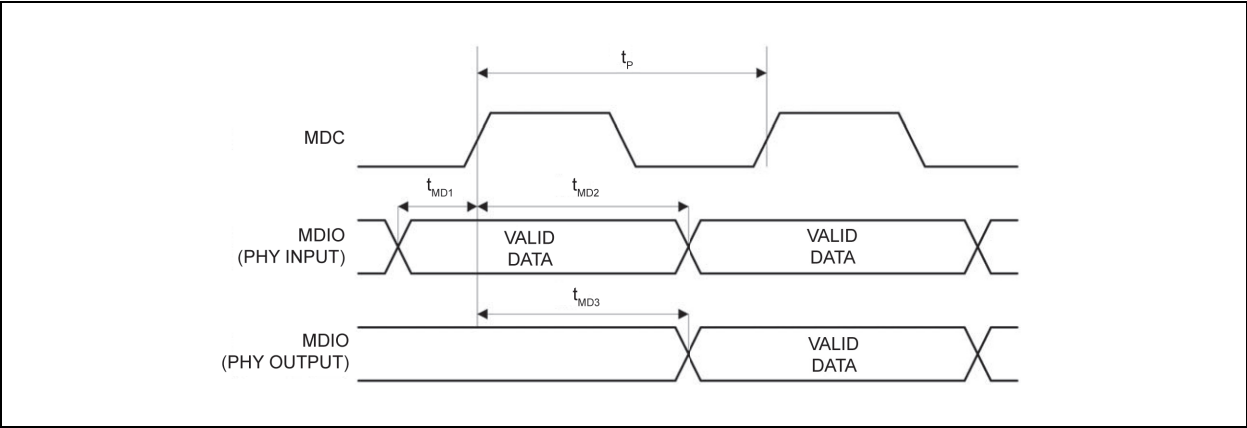 tP
MDC
tMD1
tMD2
MDIO
(PHY INPUT)
VALID
DATA
VALID
DATA
tMD3
MDIO
(PHY OUTPUT)
VALID
DATA